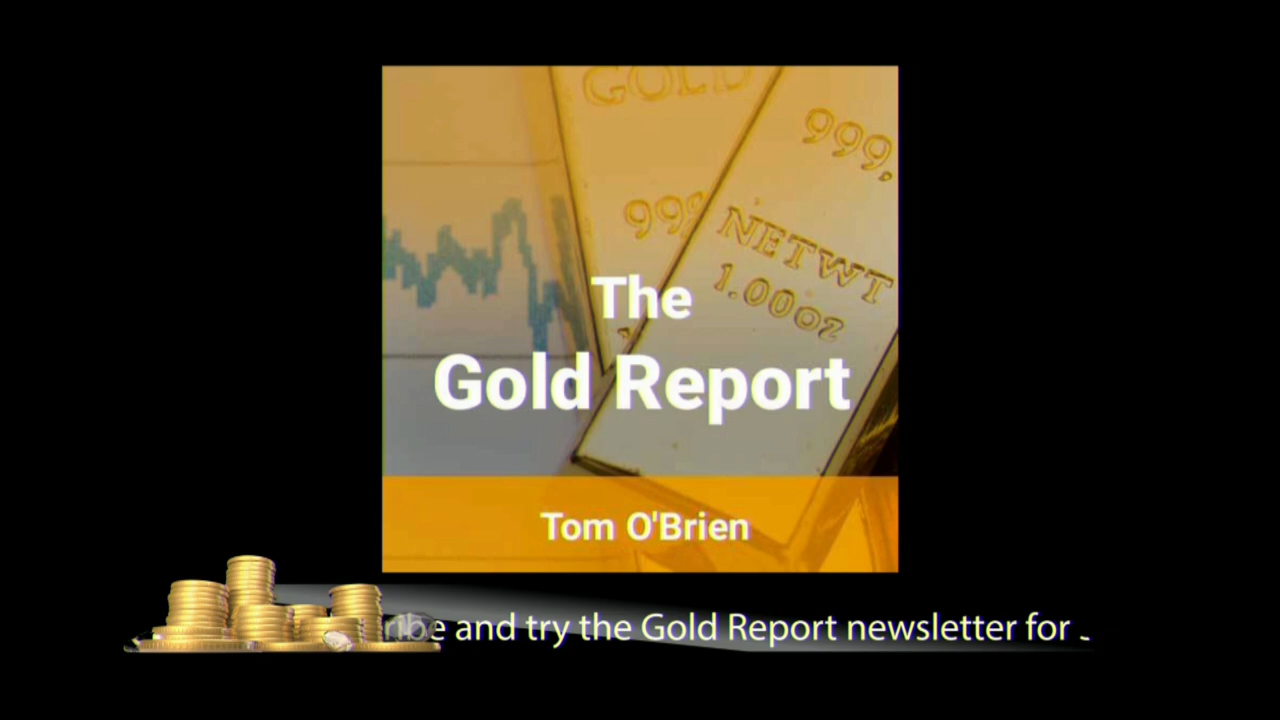 GOLD
999.
999
NETWT
1.00oz
The
Gold Report
Tom O'Brien
and try the Gold Report newsletter for